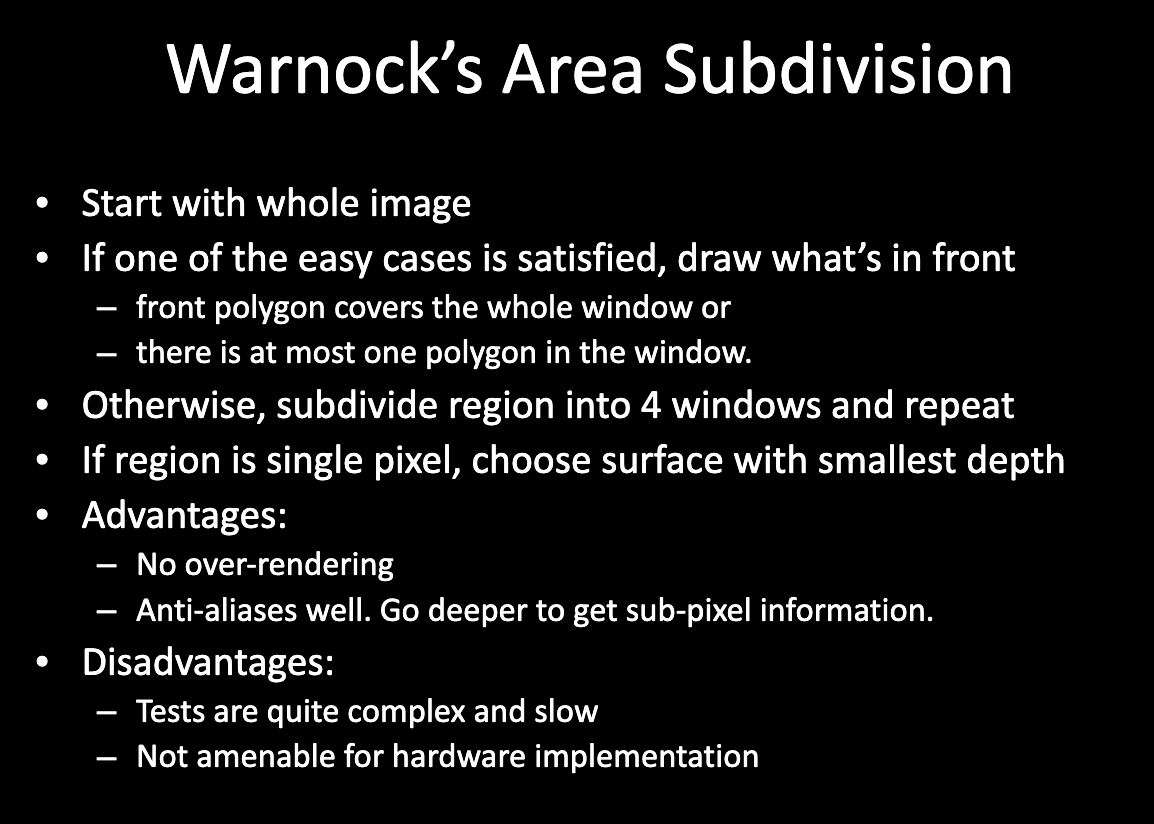 Warnock’s Area Subdivision
• Start with whole image
• If one of the easy cases is satisfied, draw what’s in front
– front polygon covers the whole window or
– there is at most one polygon in the window.
• Otherwise, subdivide region into 4 windows and repeat
• If region is single pixel, choose surface with smallest depth
• Advantages:
– No over-rendering
– Anti-aliases well. Go deeper to get sub-pixel information.
• Disadvantages:
– Tests are quite complex and slow
– Not amenable for hardware implementation